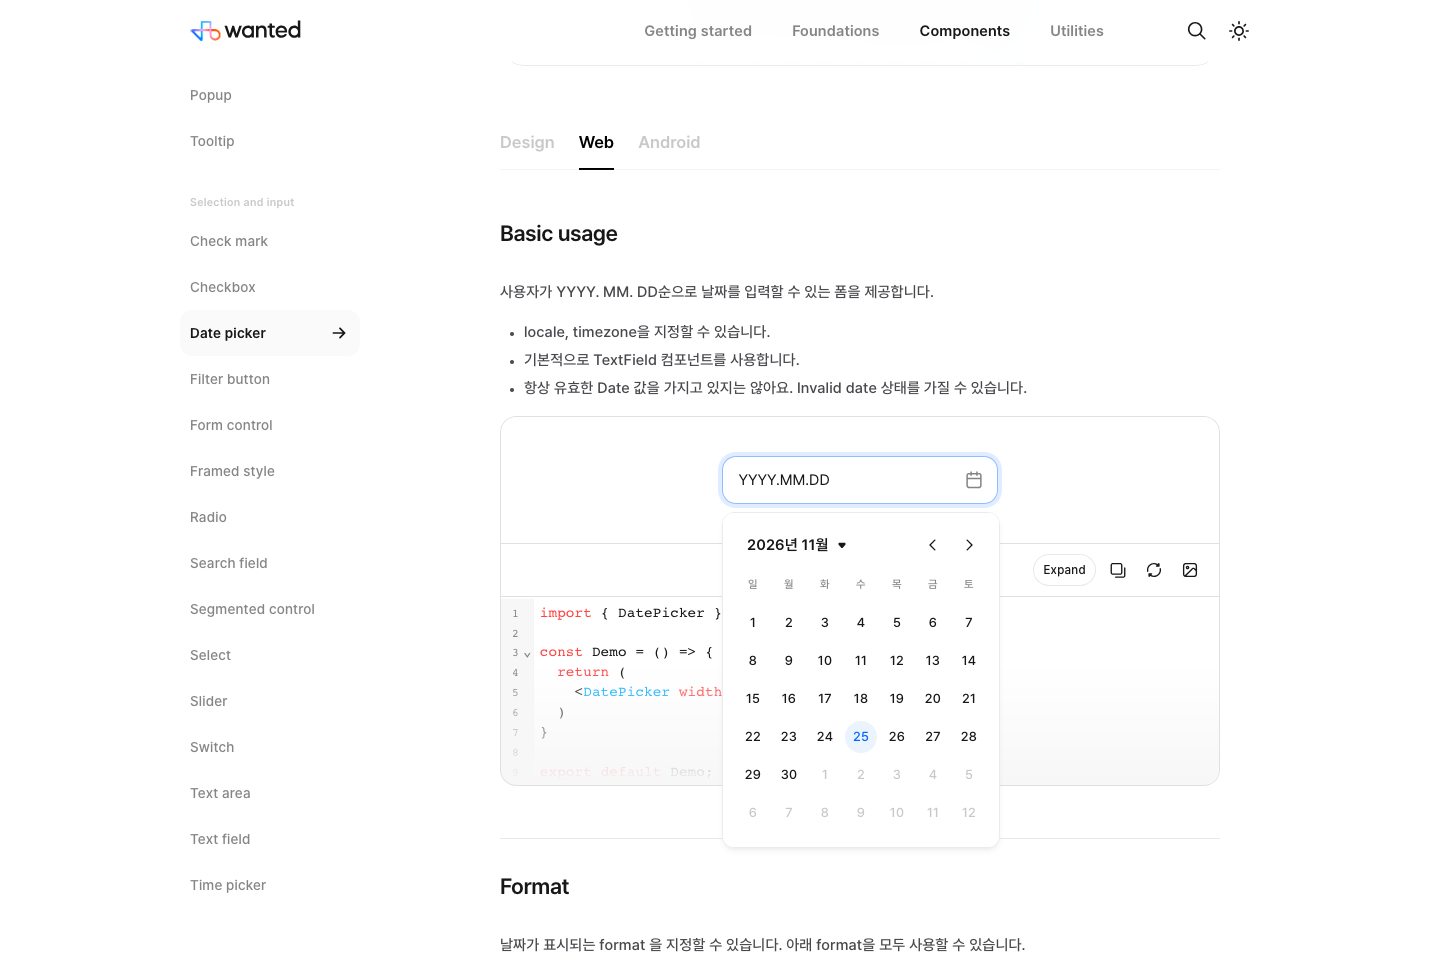 wanted
Getting started
Foundations
Components
Utilities
Popup
Tooltip
Selection and input
Check mark
Checkbox
Date picker
Filter button
Form control
Framed style
Radio
Search field
Segmented control
Select
Slider
Switch
Text area
Text field
Time picker
Design Web Android
Basic usage
사용자가 YYYY. MM. DD순으로 날짜를 입력할 수 있는 폼을 제공합니다.
locale, timezone을 지정할 수 있습니다.
기본적으로 TextField 컴포넌트를 사용합니다.
항상 유효한 Date 값을 가지고 있지는 않아요. Invalid date 상태를 가질 수 있습니다.
YYYY.MM.DD
2026년 11월
일 월 화 수 목 금 토
1 2 3 4 5 6 7
8 9 10 11 12 13 14
15 16 17 18 19 20 21
22 23 24 25 26 27 28
29 30 1 2 3 4 5
6 7 8 9 10 11 12
Expand
1 import { DatePicker }
2
3 const Demo = () => {
4 return (
5 <DatePicker width
6 )
7 }
8
9 export default Demo;
Format
날짜가 표시되는 format 을 지정할 수 있습니다. 아래 format을 모두 사용할 수 있습니다.